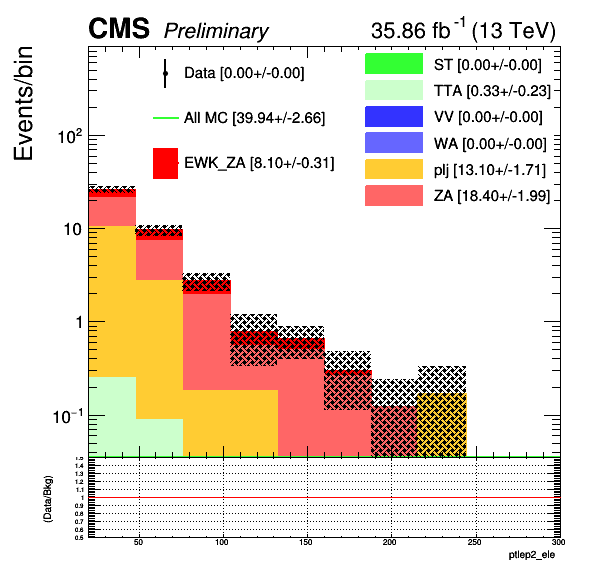 CMS Preliminary 35.86 fb⁻¹ (13 TeV)
Events/bin
Data [0.00+/-0.00]
All MC [39.94+/-2.66]
EWK_ZA [8.10+/-0.31]
ST [0.00+/-0.00]
TTA [0.33+/-0.23]
VV [0.00+/-0.00]
WA [0.00+/-0.00]
plj [13.10+/-1.71]
ZA [18.40+/-1.99]
10²
10
1
10⁻¹
(Data/Bkg)
1.5
1.4
1.3
1.2
1.1
1
0.9
0.8
0.7
0.6
0.5
50 100 150 200 250 300
ptlep2_ele